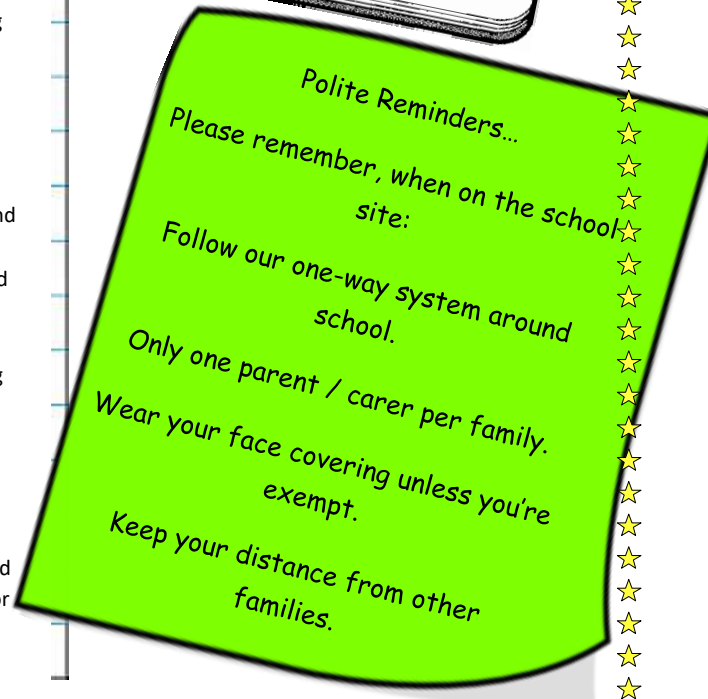 Polite Reminders...
Please remember, when on the school
site:
Follow our one-way system around
school.
Only one parent / carer per family.
Wear your face covering unless you're
exempt.
Keep your distance from other
families.